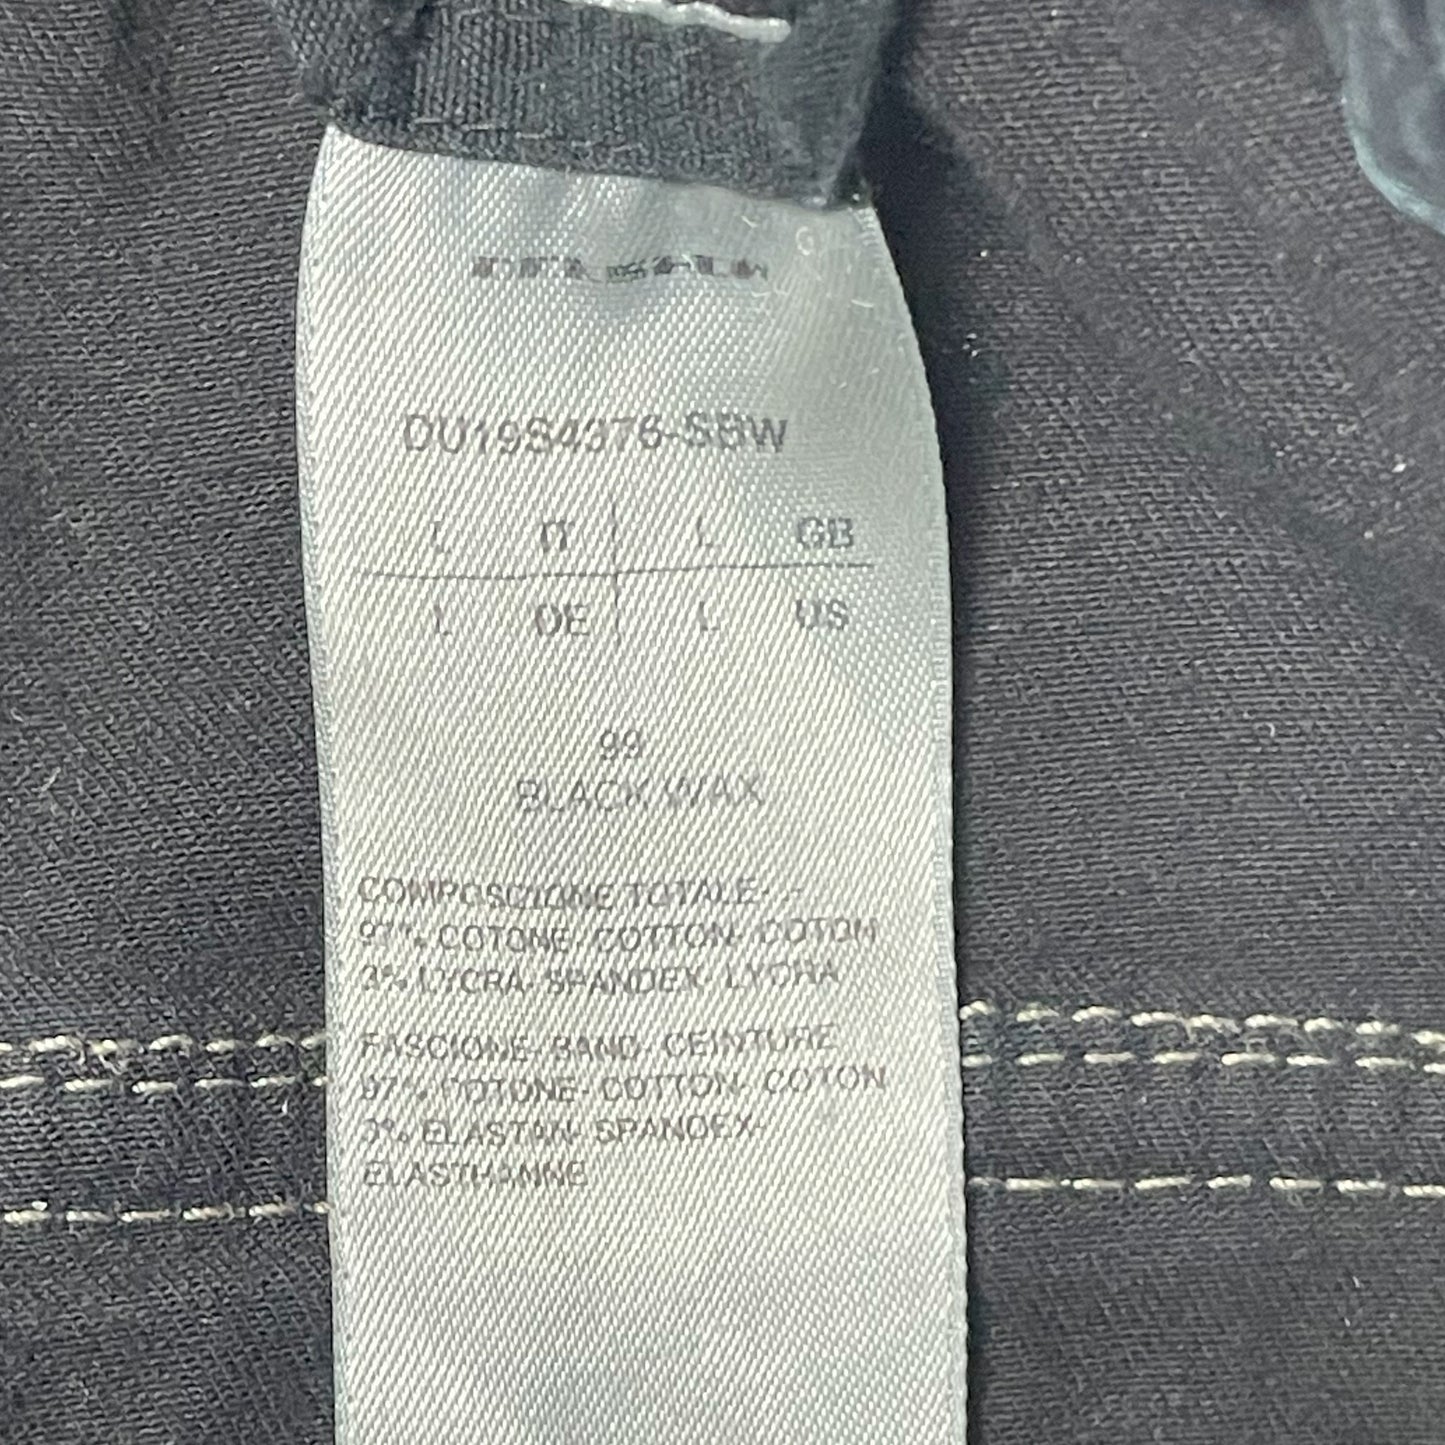 DU19S4376-SBW
L IT L GB
L DE L US
99
BLACK WAX
COMPOSIZIONE TOTALE- -
97% COTONE- COTTON- COTON
3% LYCRA- SPANDEX- LYCRA
FASCIONE- BAND- CEINTURE
97% COTONE- COTTON- COTON
3% ELASTAN- SPANDEX-
ELASTHANNE